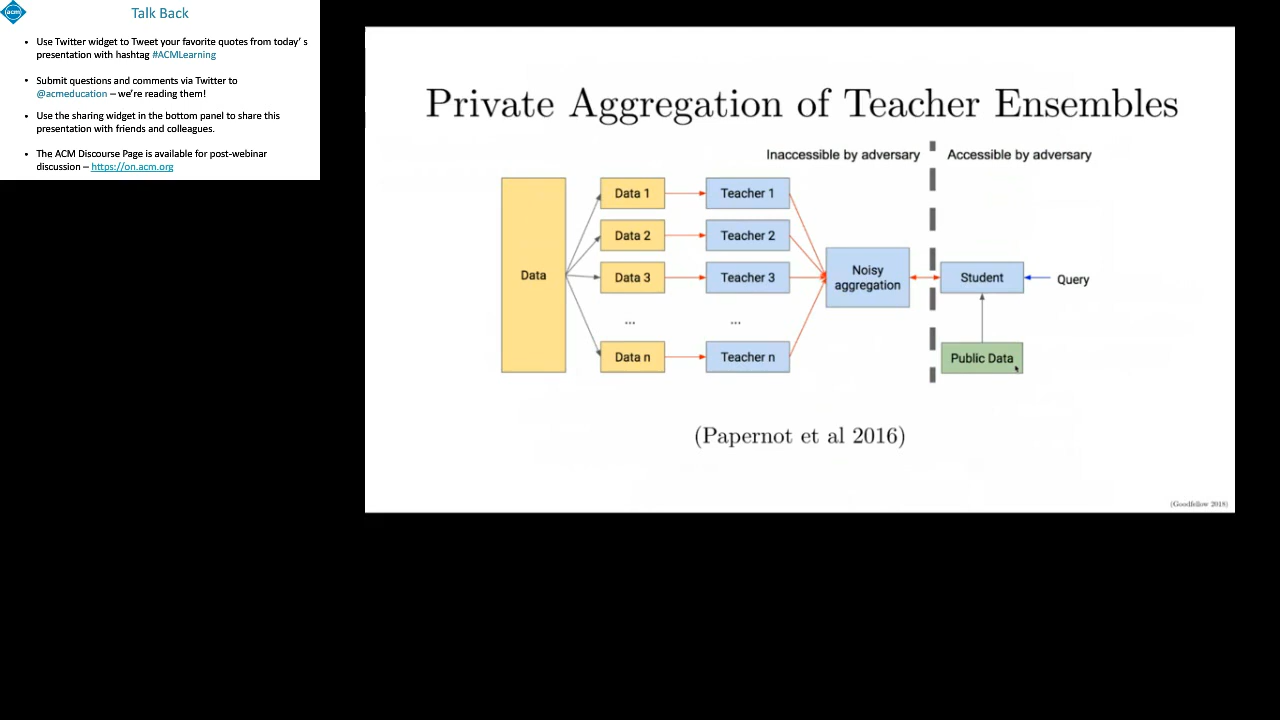 acm
Talk Back
• Use Twitter widget to Tweet your favorite quotes from today' s
presentation with hashtag #ACMLearning
• Submit questions and comments via Twitter to
@acmeducation – we're reading them!
• Use the sharing widget in the bottom panel to share this
presentation with friends and colleagues.
• The ACM Discourse Page is available for post-webinar
discussion – https://on.acm.org
Private Aggregation of Teacher Ensembles
Inaccessible by adversary
Accessible by adversary
Data
Data 1
Teacher 1
Data 2
Teacher 2
Data 3
Teacher 3
...
...
Data n
Teacher n
Noisy
aggregation
Student
Query
Public Data
(Papernot et al 2016)
(Goodfellow 2018)